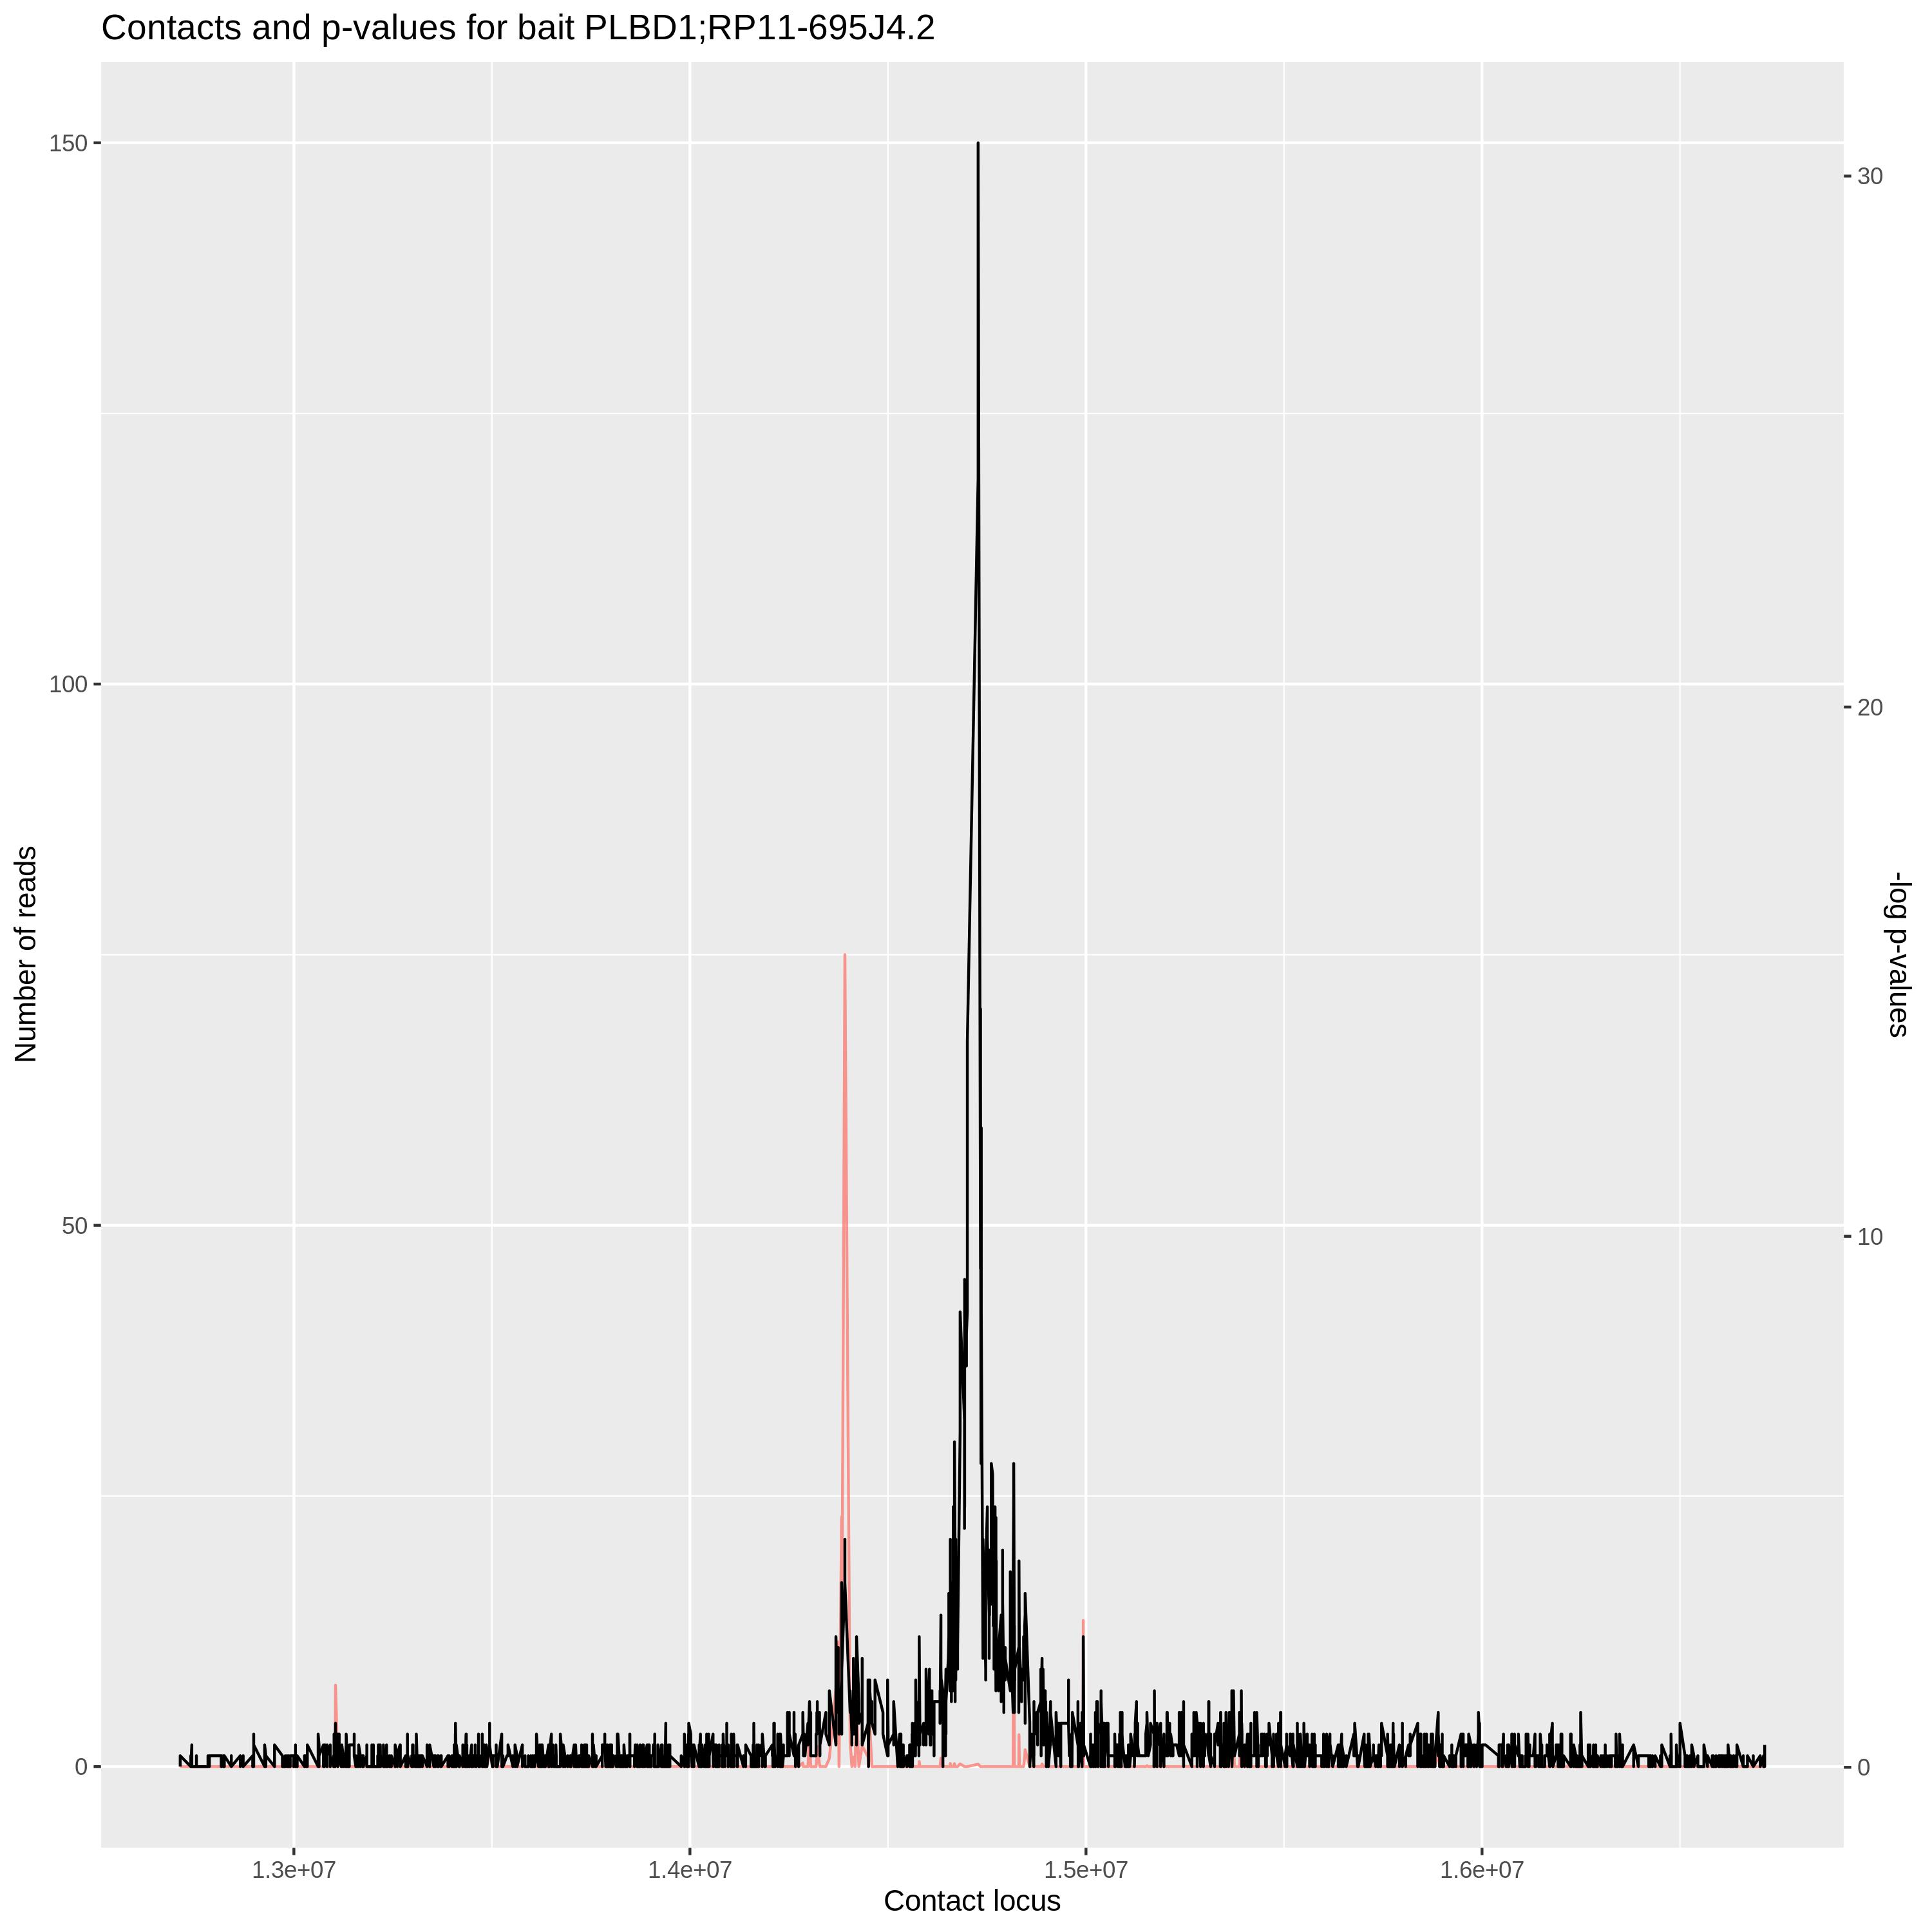 Contacts and p-values for bait PLBD1;RP11-695J4.2
150
100
50
0
30
20
10
0
Number of reads
-log p-values
1.3e+07
1.4e+07
1.5e+07
1.6e+07
Contact locus